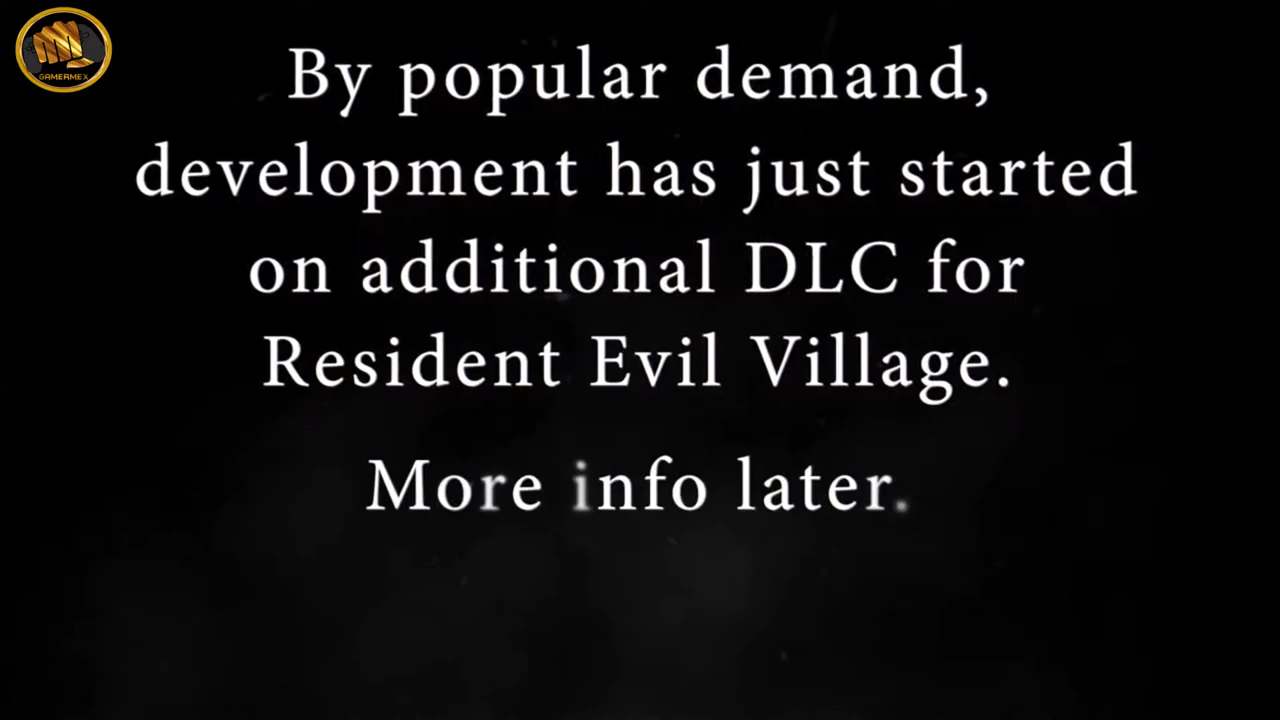 GAMERMEX
By popular demand,
development has just started
on additional DLC for
Resident Evil Village.
More info later.